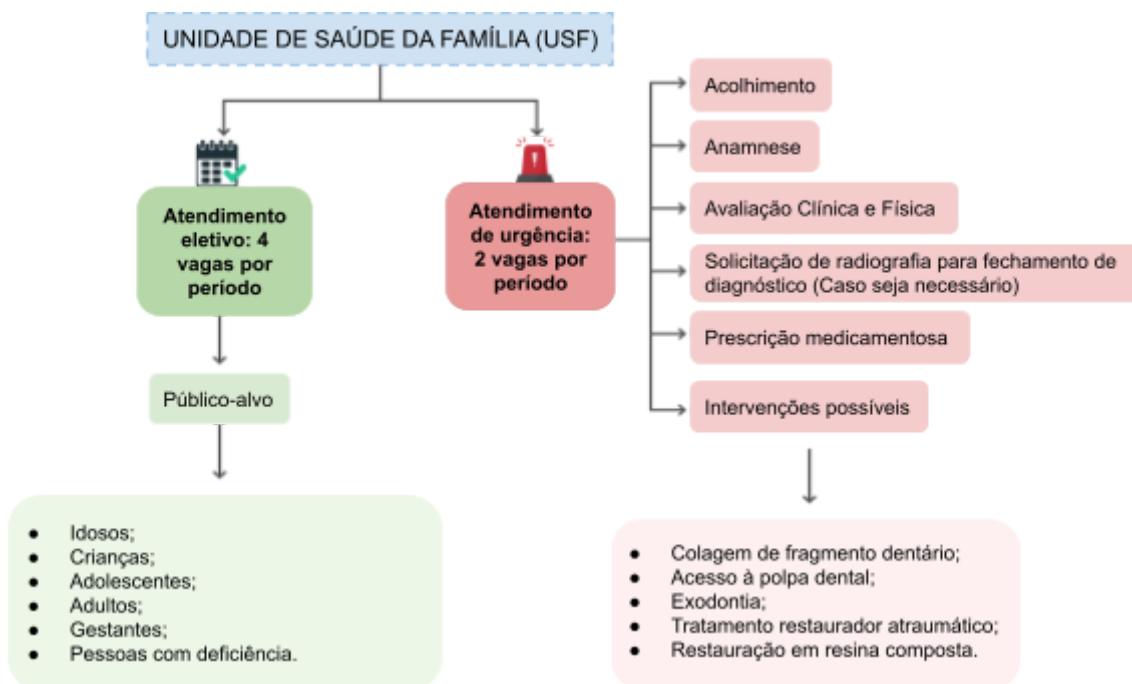 UNIDADE DE SAÚDE DA FAMÍLIA (USF)
Atendimento
eletivo: 4
vagas por
período
Público-alvo
● Idosos;
● Crianças;
● Adolescentes;
● Adultos;
● Gestantes;
● Pessoas com deficiência.
Atendimento
de urgência:
2 vagas por
período
Acolhimento
Anamnese
Avaliação Clínica e Física
Solicitação de radiografia para fechamento de
diagnóstico (Caso seja necessário)
Prescrição medicamentosa
Intervenções possíveis
● Colagem de fragmento dentário;
● Acesso à polpa dental;
● Exodontia;
● Tratamento restaurador atraumático;
● Restauração em resina composta.